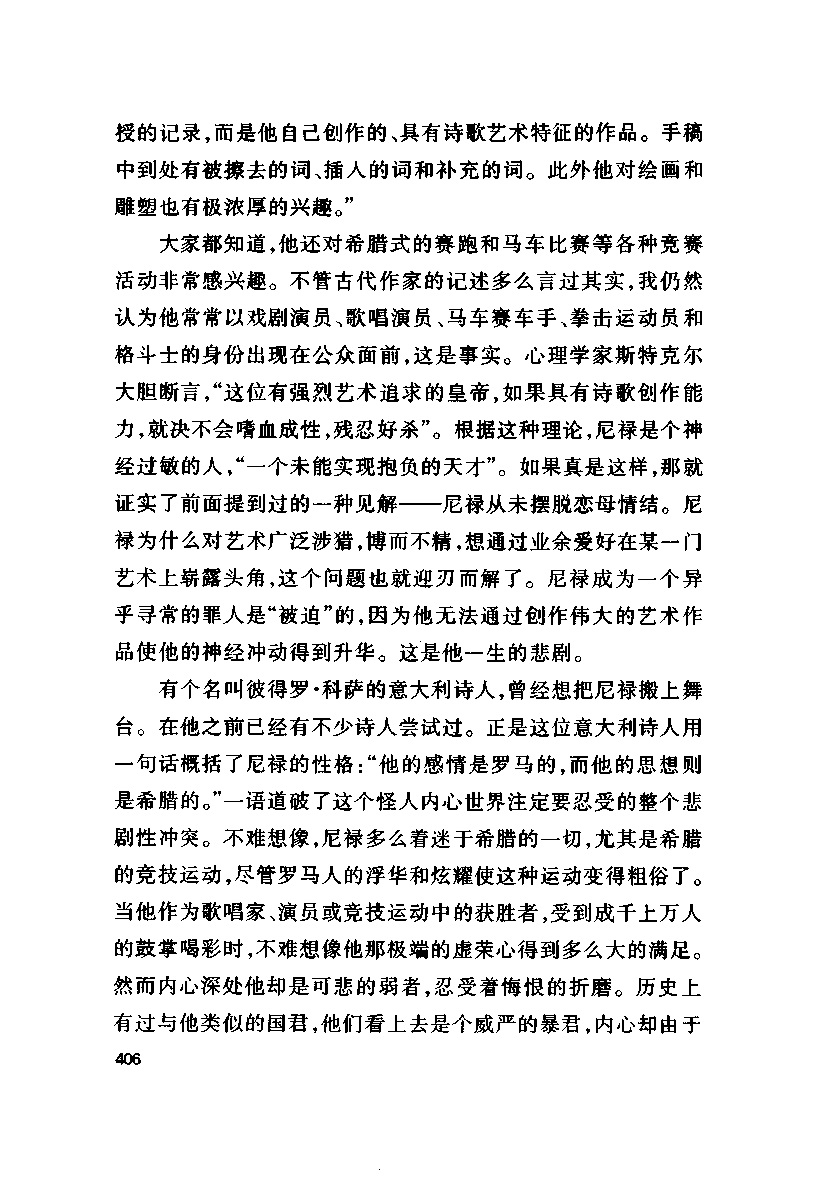 授的记录,而是他自己创作的、具有诗歌艺术特征的作品。手稿
中到处有被擦去的词、插人的词和补充的词。此外他对绘画和
雕塑也有极浓厚的兴趣。”
大家都知道,他还对希腊式的赛跑和马车比赛等各种竞赛
活动非常感兴趣。不管古代作家的记述多么言过其实,我仍然
认为他常常以戏剧演员、歌唱演员、马车赛车手、拳击运动员和
格斗士的身份出现在公众面前,这是事实。心理学家斯特克尔
大胆断言,“这位有强烈艺术追求的皇帝,如果具有诗歌创作能
力,就决不会嗜血成性,残忍好杀”。根据这种理论,尼禄是个神
经过敏的人,“一个未能实现抱负的天才”。如果真是这样,那就
证实了前面提到过的一种见解——尼禄从未摆脱恋母情结。尼
禄为什么对艺术广泛涉猎,博而不精,想通过业余爱好在某一门
艺术上崭露头角,这个问题也就迎刃而解了。尼禄成为一个异
乎寻常的罪人是“被迫”的,因为他无法通过创作伟大的艺术作
品使他的神经冲动得到升华。这是他一生的悲剧。
有个名叫彼得罗·科萨的意大利诗人,曾经想把尼禄搬上舞
台。在他之前已经有不少诗人尝试过。正是这位意大利诗人用
一句话概括了尼禄的性格:“他的感情是罗马的,而他的思想则
是希腊的。”一语道破了这个怪人内心世界注定要忍受的整个悲
剧性冲突。不难想像,尼禄多么着迷于希腊的一切,尤其是希腊
的竞技运动,尽管罗马人的浮华和炫耀使这种运动变得粗俗了。
当他作为歌唱家、演员或竞技运动中的获胜者,受到成千上万人
的鼓掌喝彩时,不难想像他那极端的虚荣心得到多么大的满足。
然而内心深处他却是可悲的弱者,忍受着悔恨的折磨。历史上
有过与他类似的国君,他们看上去是个威严的暴君,内心却由于
406